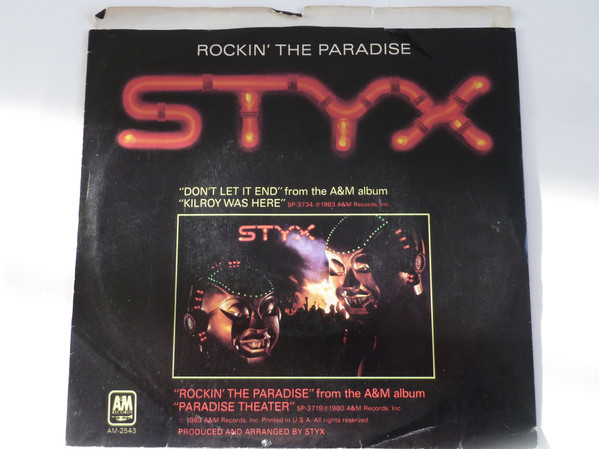 ROCKIN' THE PARADISE
STYX
"DON'T LET IT END" from the A&M album
"KILROY WAS HERE" SP-3734 ℗1983 A&M Records, Inc.
STYX
"ROCKIN' THE PARADISE" from the A&M album
"PARADISE THEATER" SP-3719 ℗1980 A&M Records, Inc.
© 1983 A&M Records, Inc. Printed in U.S.A. All rights reserved.
PRODUCED AND ARRANGED BY STYX
A&M
RECORDS
AM-2543